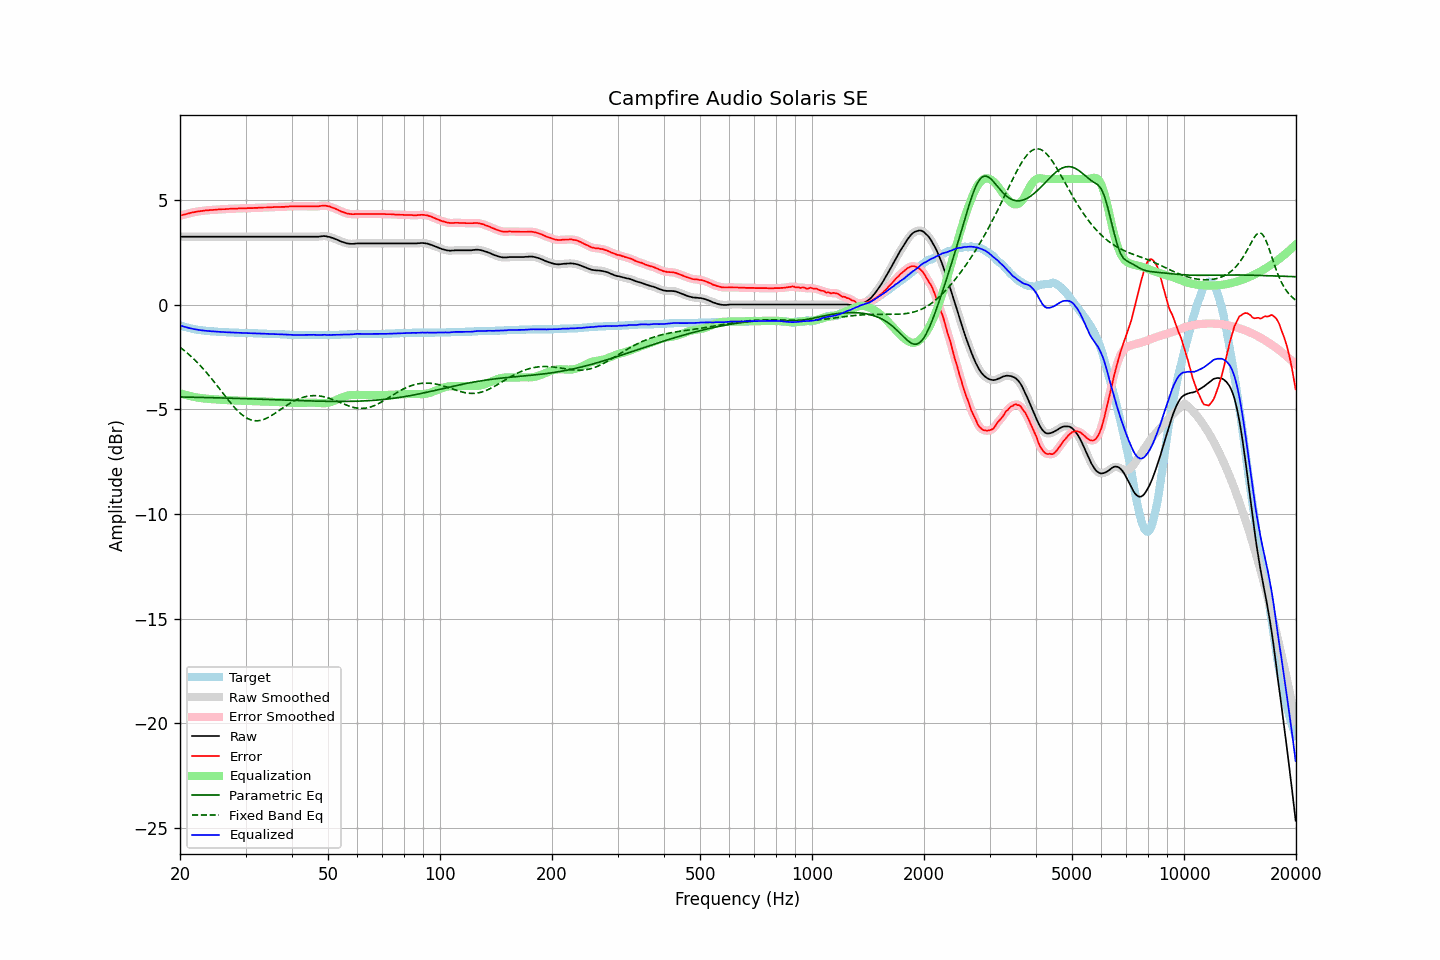 Campfire Audio Solaris SE
Amplitude (dBr)
5
0
−5
−10
−15
−20
−25
Target
Raw Smoothed
Error Smoothed
Raw
Error
Equalization
Parametric Eq
Fixed Band Eq
Equalized
20 50 100 200 500 1000 2000 5000 10000 20000
Frequency (Hz)